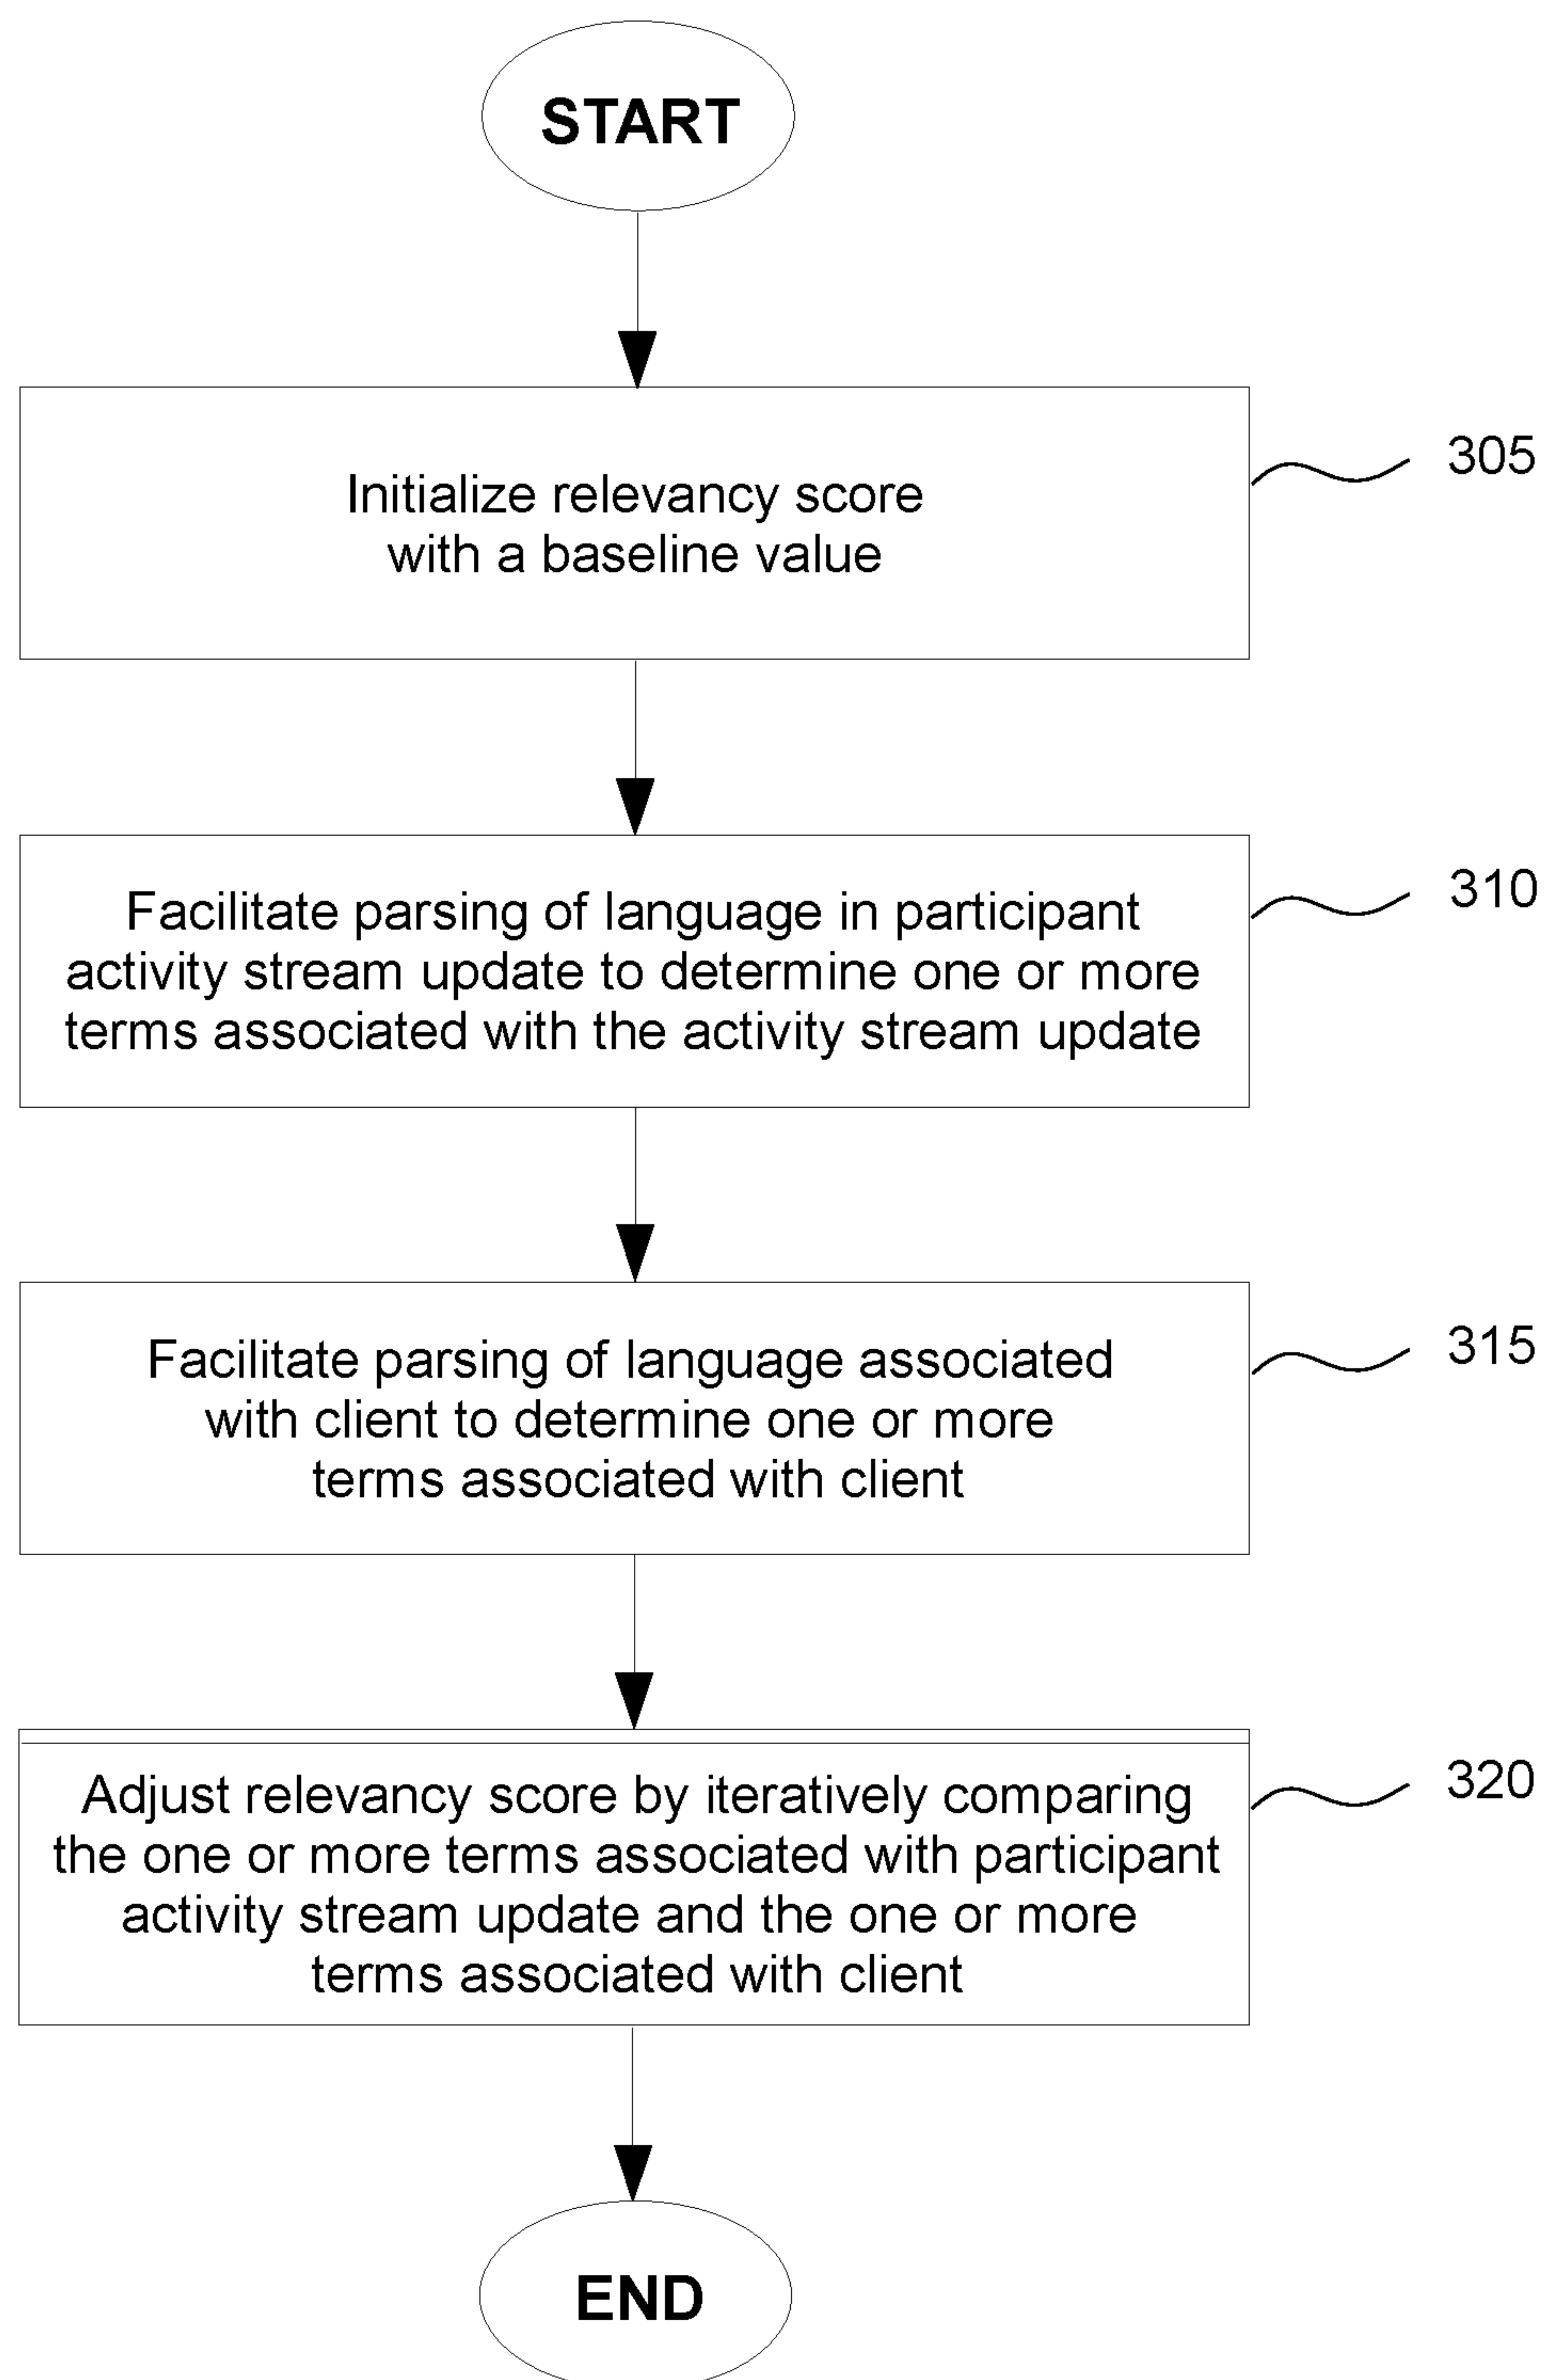 START
Initialize relevancy score
with a baseline value
305
Facilitate parsing of language in participant
activity stream update to determine one or more
terms associated with the activity stream update
310
Facilitate parsing of language associated
with client to determine one or more
terms associated with client
315
Adjust relevancy score by iteratively comparing
the one or more terms associated with participant
activity stream update and the one or more
terms associated with client
320
END